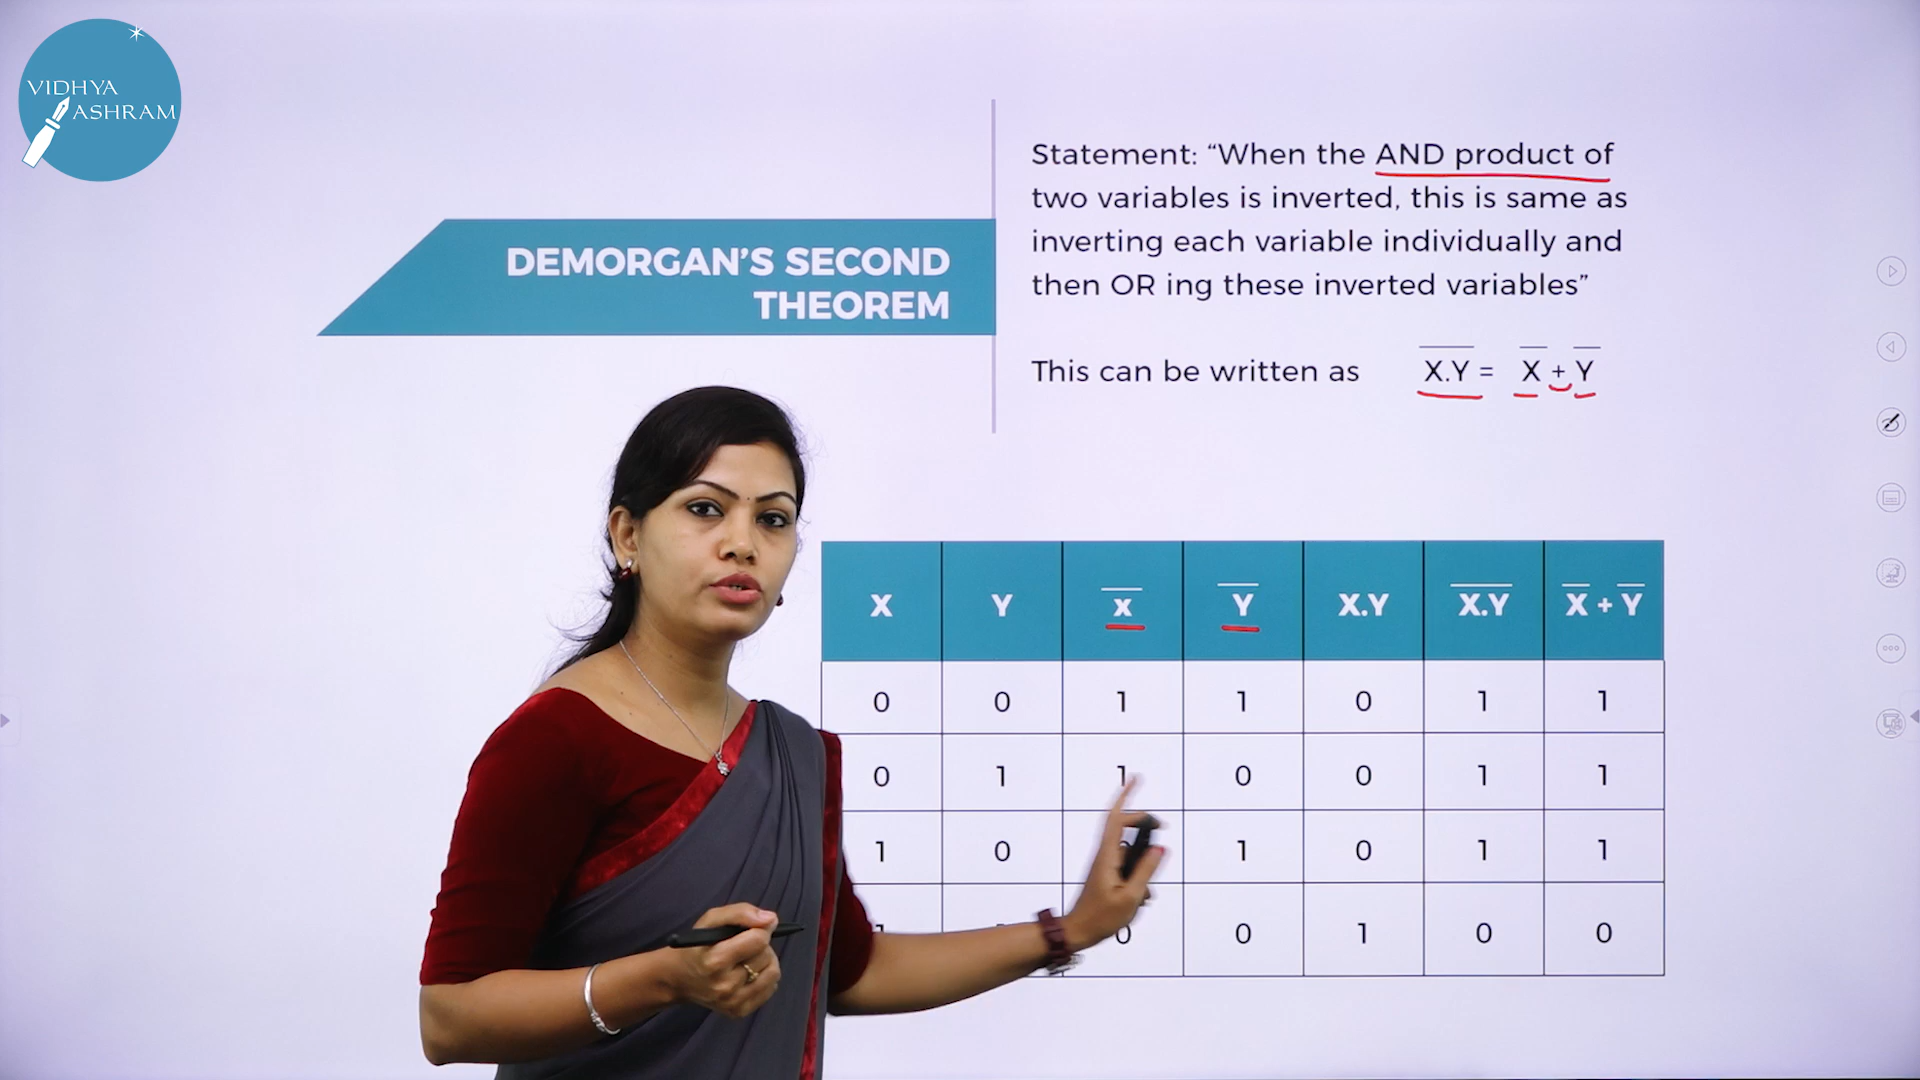 VIDHYA
ASHRAM
Statement: “When the AND product of
two variables is inverted, this is same as
inverting each variable individually and
then OR ing these inverted variables”
DEMORGAN’S SECOND
THEOREM
This can be written as X̅.̅Y̅ = X̅ + Y̅
X Y x̅ Y̅ X.Y X̅.̅Y̅ X̅ + Y̅
0 0 1 1 0 1 1
0 1 1 0 0 1 1
1 0 1 0 1 1
0 0 1 0 0